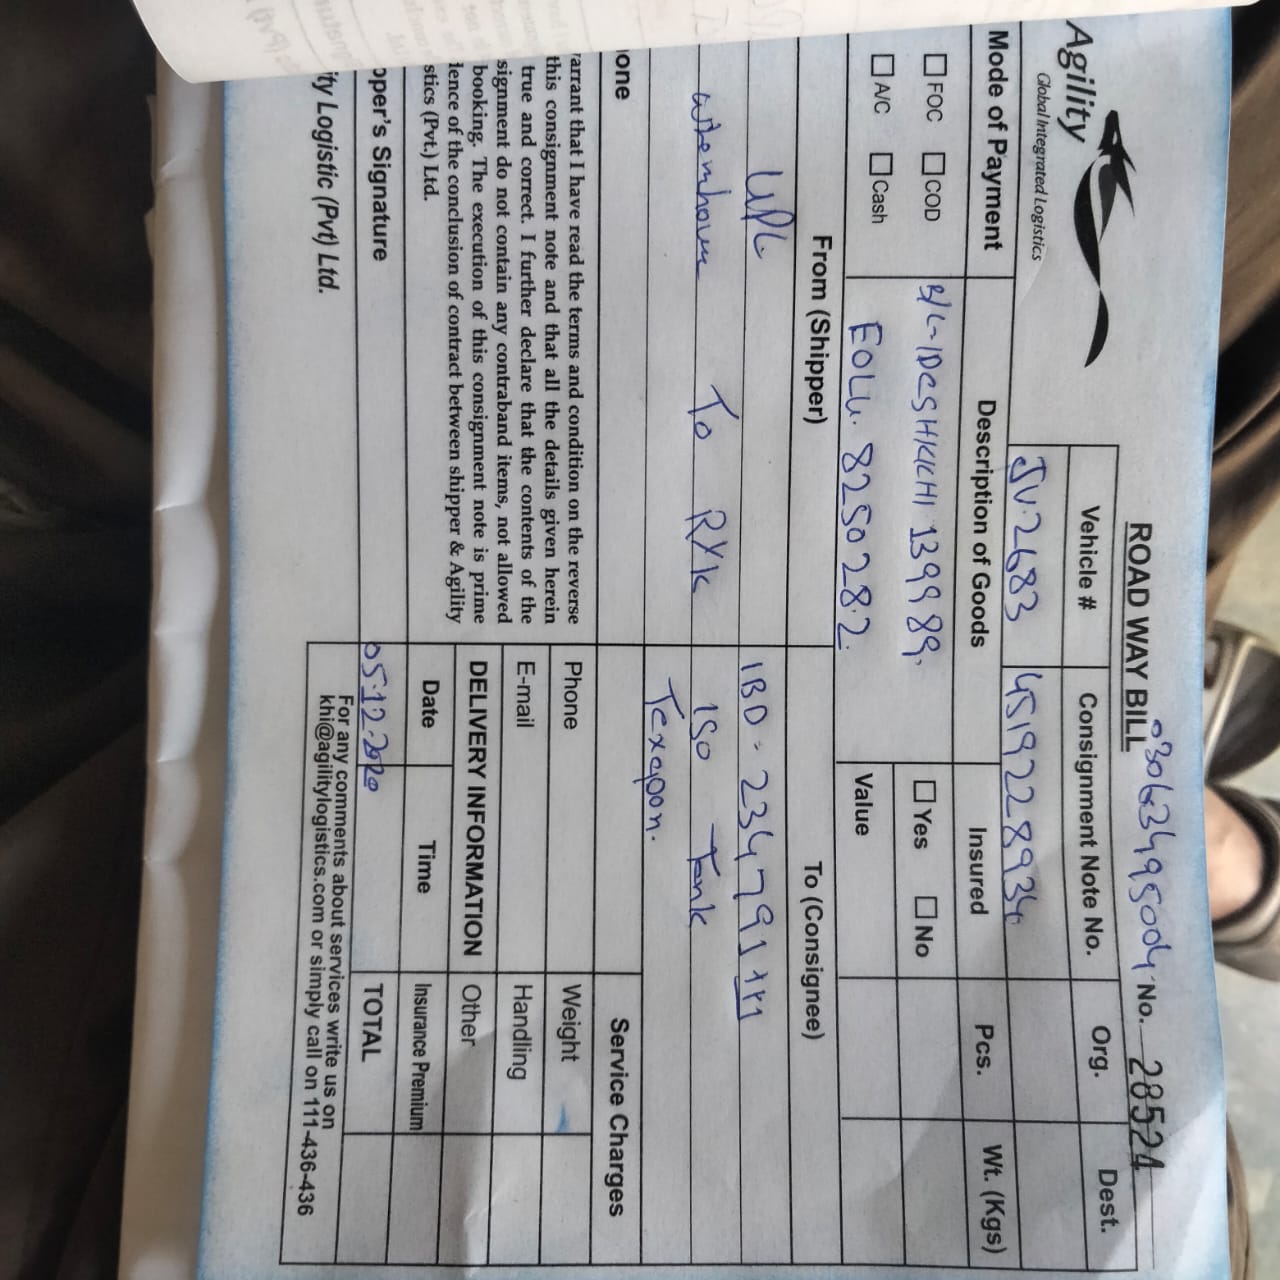 ROAD WAY BILL 03063495004 No. 28524
Agility
Global Integrated Logistics
Vehicle # Consignment Note No. Org. Dest.
JV.2683 4519228934
Mode of Payment Description of Goods Insured Pcs. Wt. (Kgs)
FOC COD B/L-IDCSHKKHI 139989. Yes No
A/C Cash EOLU. 8250282. Value
From (Shipper) To (Consignee)
UPL IBD - 234791
To RYK ISO Tank
Texapon.
one Service Charges
arrant that I have read the terms and condition on the reverse
this consignment note and that all the details given herein
true and correct. I further declare that the contents of the
signment do not contain any contraband items, not allowed
booking. The execution of this consignment note is prime
dence of the conclusion of contract between shipper & Agility
stics (Pvt.) Ltd.
Phone Weight
E-mail Handling
DELIVERY INFORMATION Other
Date Time Insurance Premium
pper's Signature 05.12.2020 TOTAL
ity Logistic (Pvt) Ltd.
For any comments about services write us on
khi@agilitylogistics.com or simply call on 111-436-436